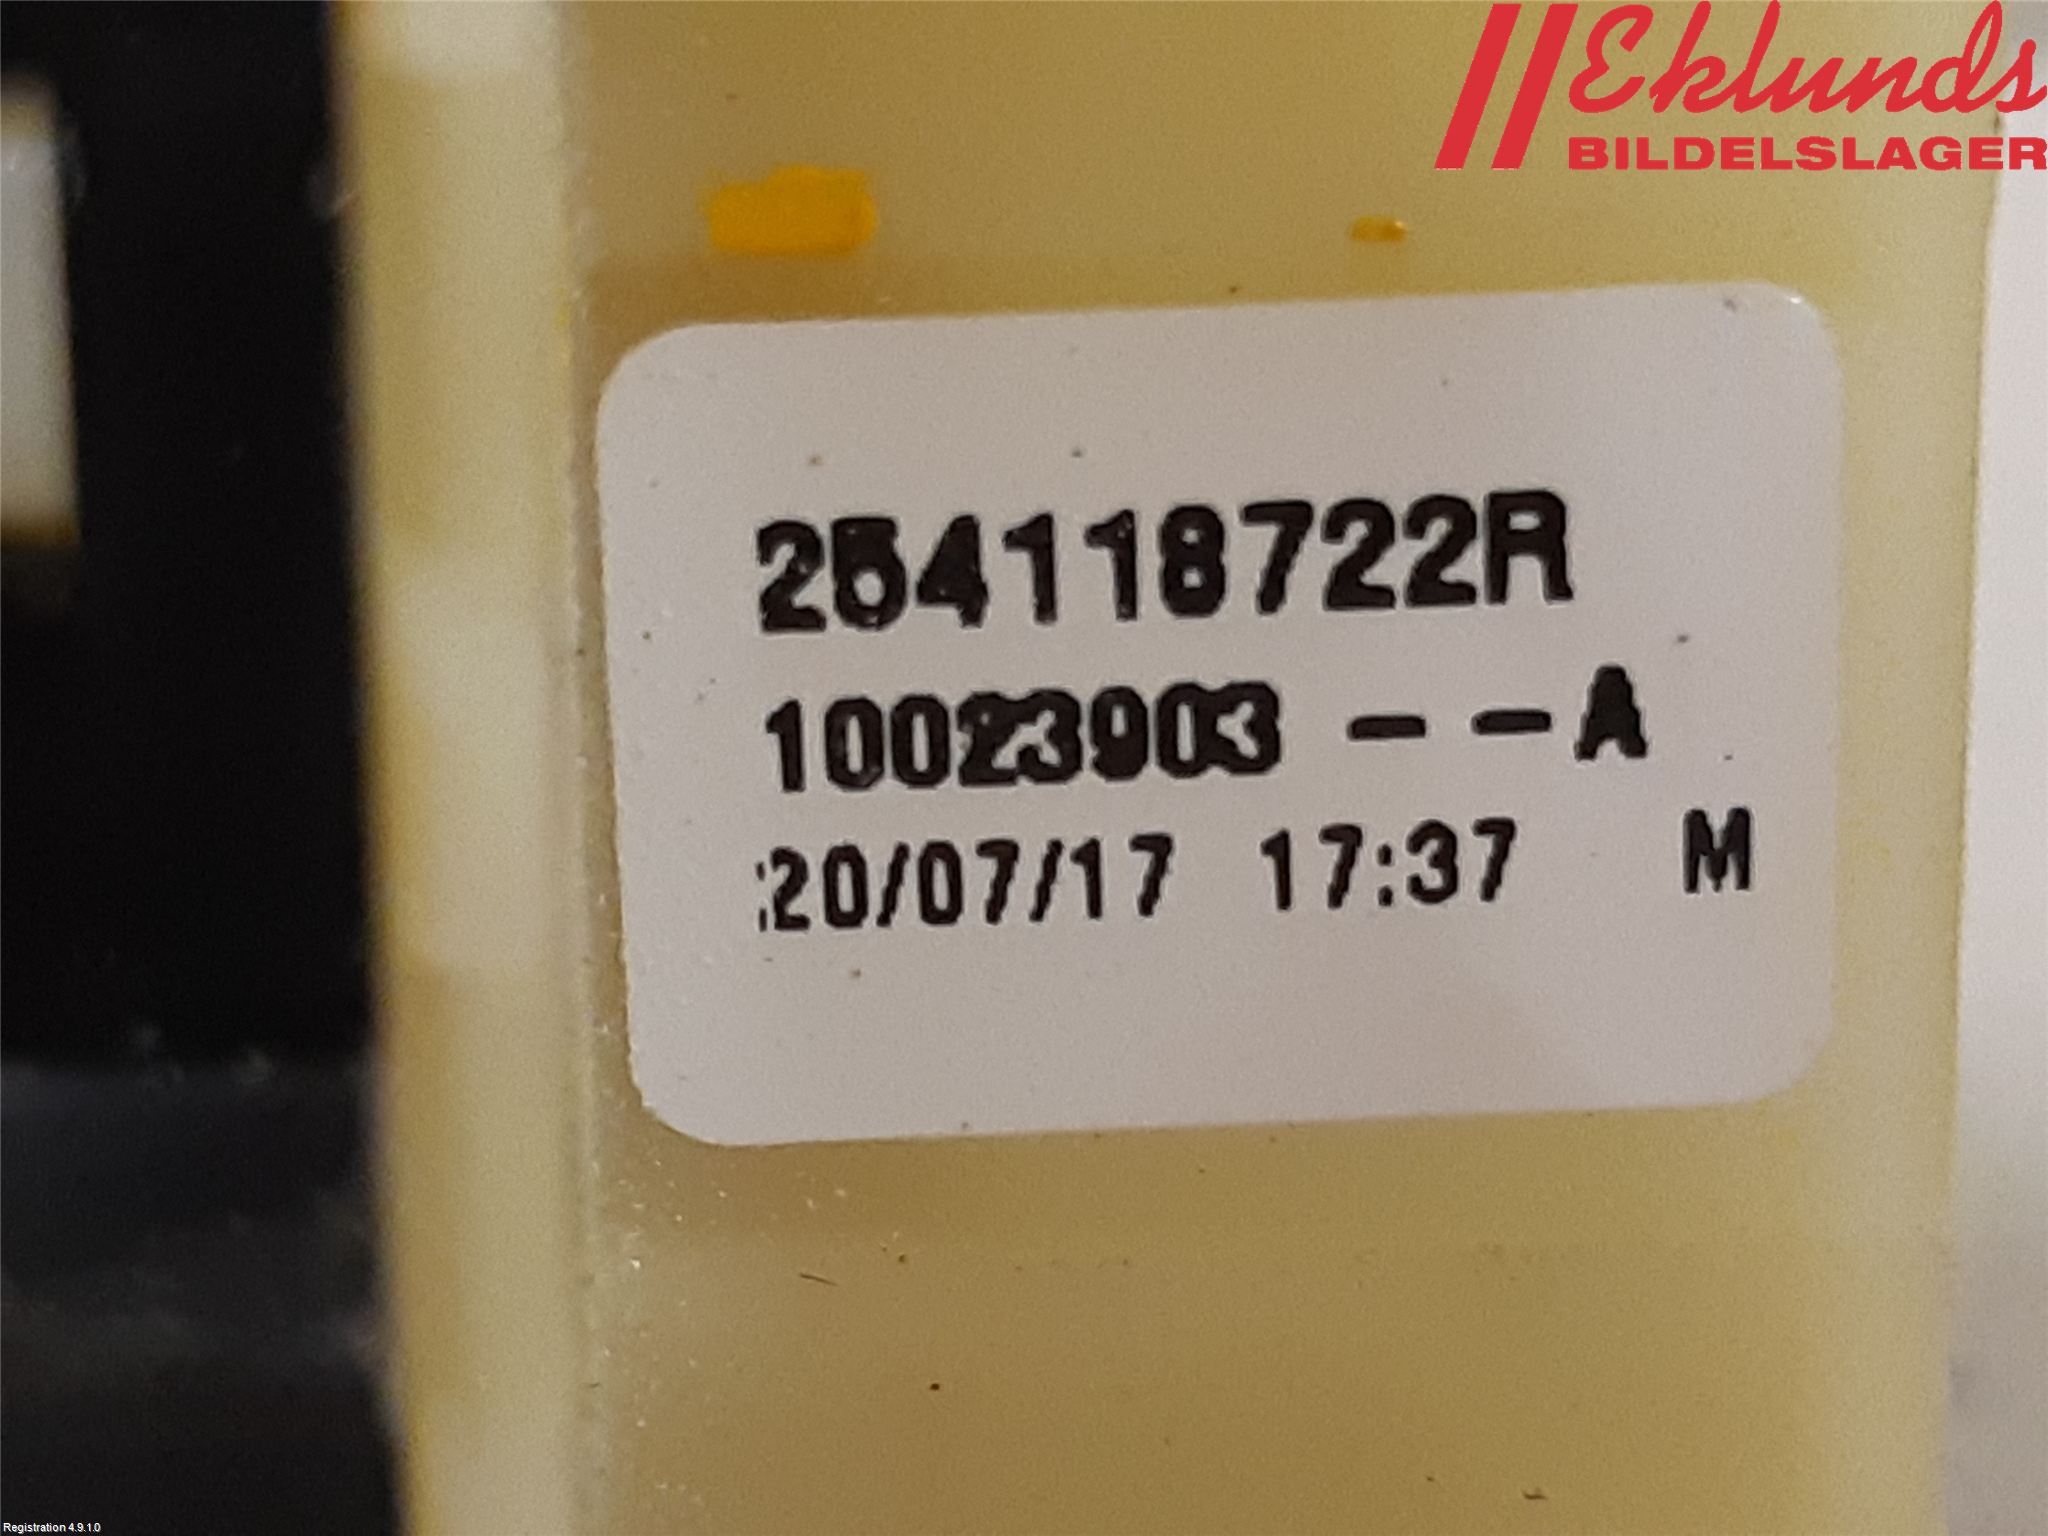 Eklunds
BILDELSLAGER
254118722R
10023903 --A
20/07/17 17:37 M
Registration 4.9.1.0